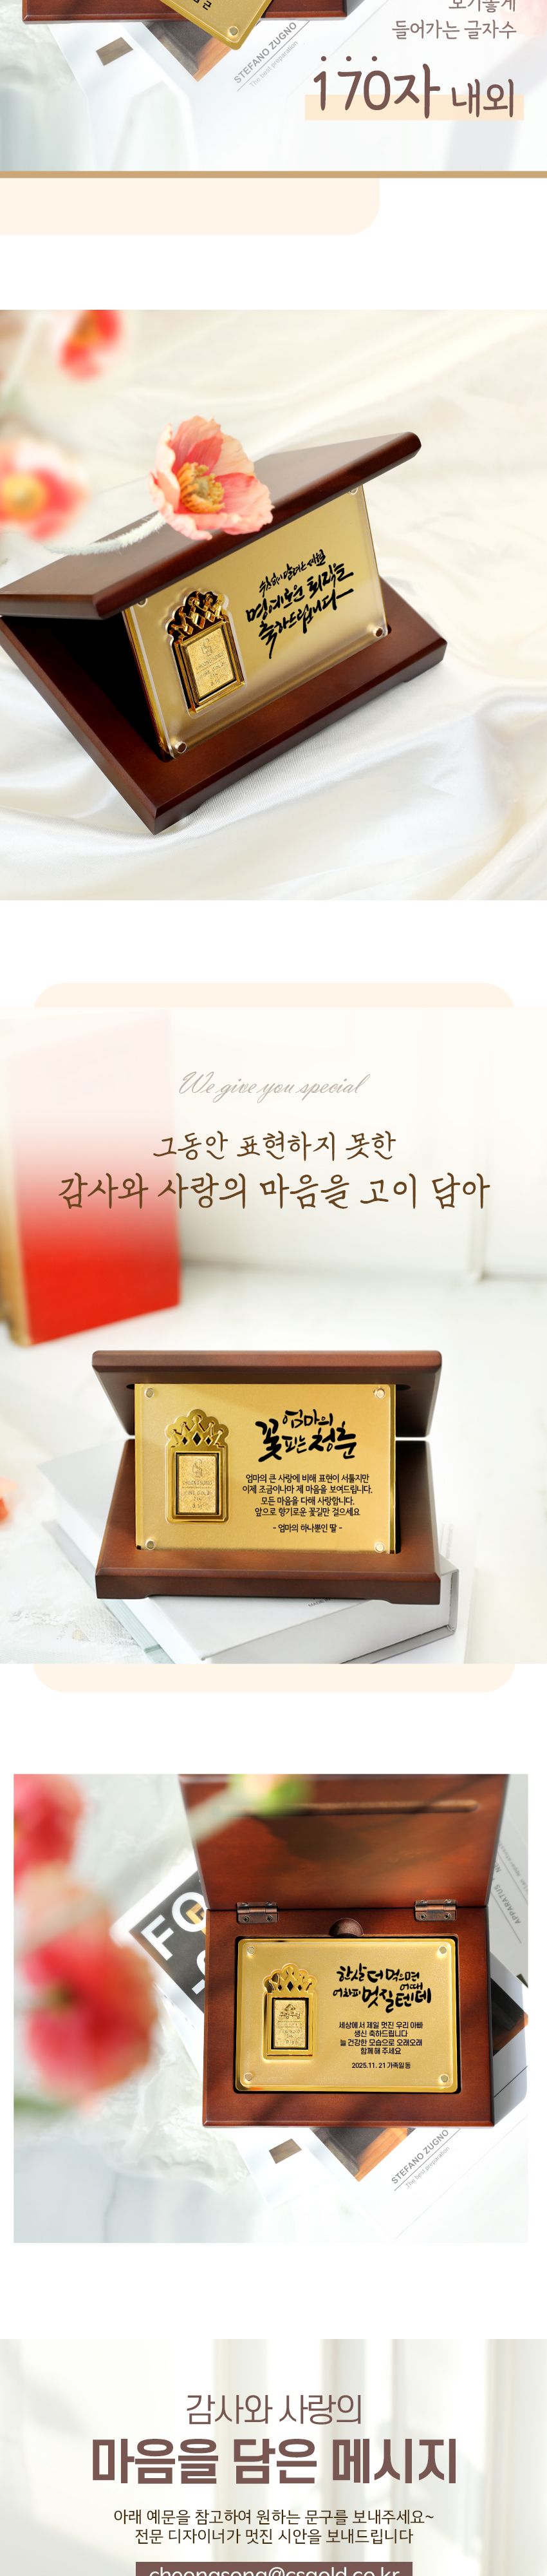 STEFANO ZUGNO
The best preparation
보기좋게
들어가는 글자수
170자 내외
명예로운 퇴직을
축하드립니다
We give you special
그동안 표현하지 못한
감사와 사랑의 마음을 고이 담아
엄마의
꽃피는 청춘
엄마의 큰 사랑에 비해 표현이 서툴지만
이제 조금이나마 제 마음을 보여드립니다.
모든 마음을 다해 사랑합니다.
앞으로 향기로운 꽃길만 걸으세요
- 엄마의 하나뿐인 딸 -
APPARATUS
한살 더 먹으면 어때
어차피 멋질텐데
세상에서 제일 멋진 우리 아빠
생신 축하드립니다
늘 건강한 모습으로 오래오래
함께해 주세요
2025.11. 21 가족일동
STEFANO ZUGNO
The best preparation
감사와 사랑의
마음을 담은 메시지
아래 예문을 참고하여 원하는 문구를 보내주세요~
전문 디자이너가 멋진 시안을 보내드립니다
cheongsong@csgold.co.kr